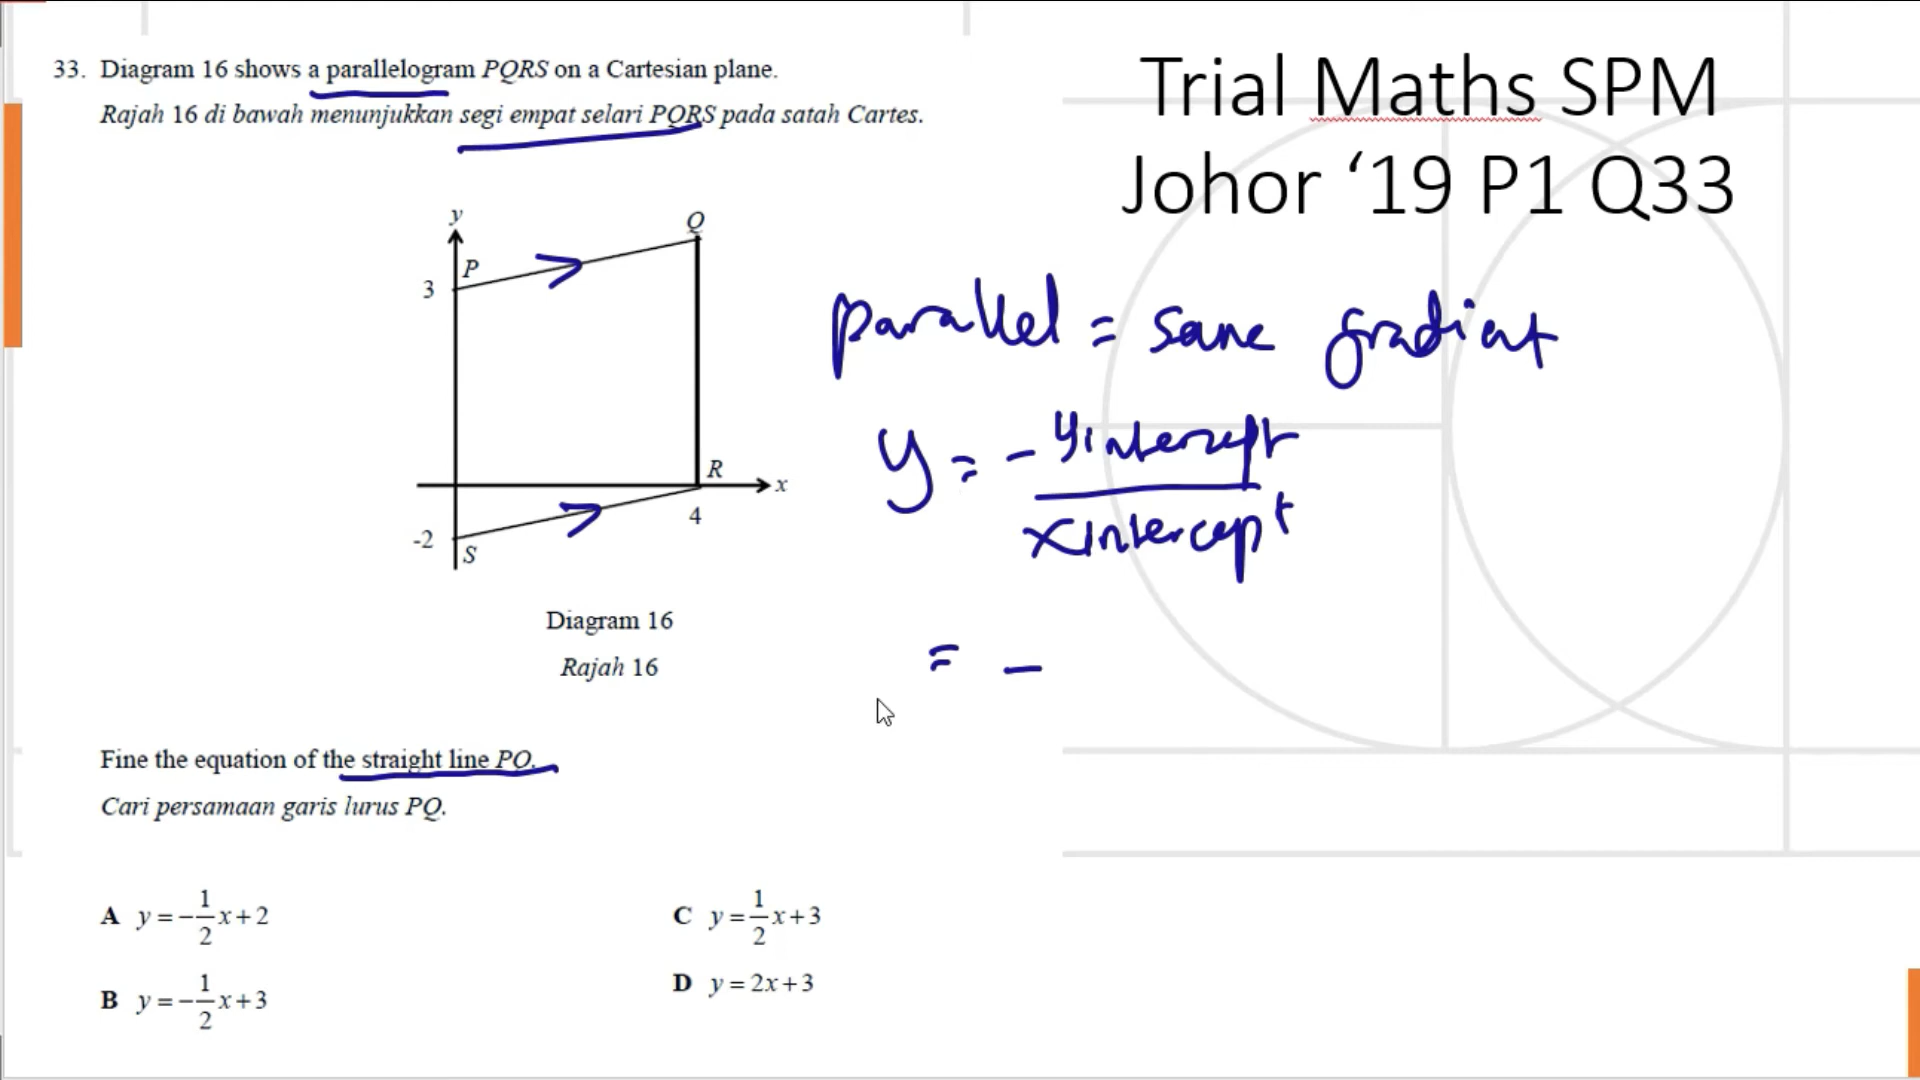 33. Diagram 16 shows a parallelogram PQRS on a Cartesian plane.
Rajah 16 di bawah menunjukkan segi empat selari PQRS pada satah Cartes.
Trial Maths SPM
Johor ‘19 P1 Q33
y
Q
P
3
R
x
4
-2
S
Diagram 16
Rajah 16
parallel = same gradient
y = - yintercept / xintercept
= -
Fine the equation of the straight line PQ.
Cari persamaan garis lurus PQ.
A y = -1/2 x + 2
B y = -1/2 x + 3
C y = 1/2 x + 3
D y = 2x + 3